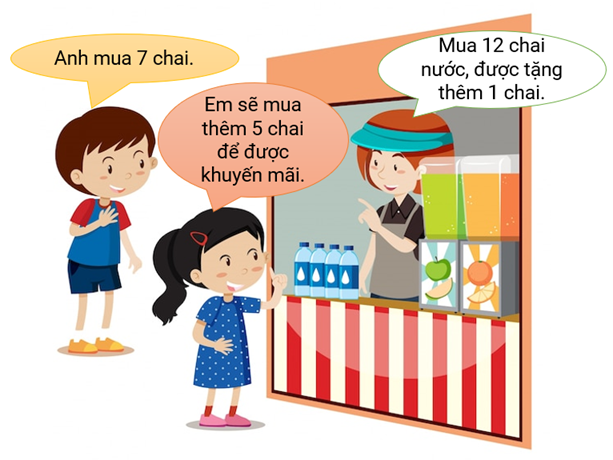 Anh mua 7 chai.
Em sẽ mua
thêm 5 chai
để được
khuyến mãi.
Mua 12 chai
nước, được tặng
thêm 1 chai.